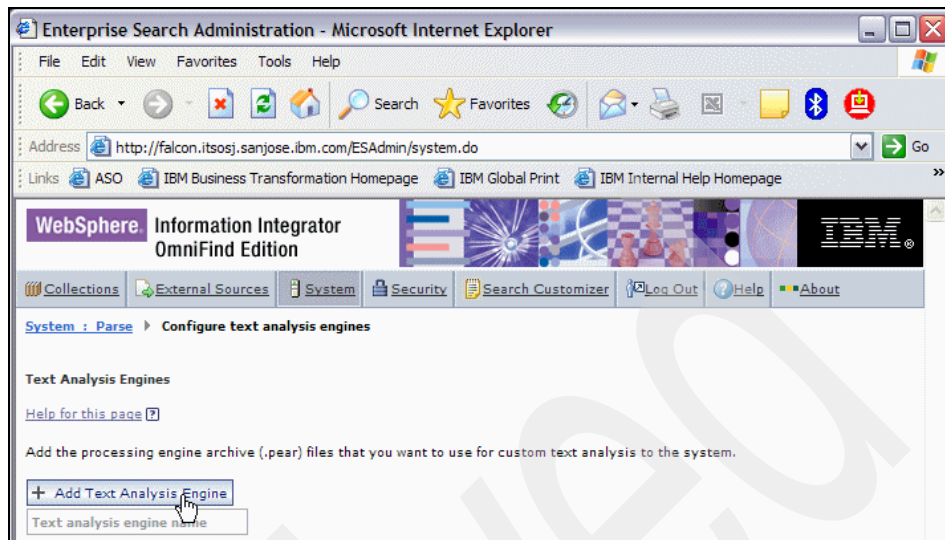 Enterprise Search Administration - Microsoft Internet Explorer
File Edit View Favorites Tools Help
Back Search Favorites
Address http://falcon.itsosj.sanjose.ibm.com/ESAdmin/system.do Go
Links ASO IBM Business Transformation Homepage IBM Global Print IBM Internal Help Homepage »
WebSphere. Information Integrator
OmniFind Edition
IBM®
Collections External Sources System Security Search Customizer Log Out Help About
System : Parse Configure text analysis engines
Text Analysis Engines
Help for this page ?
Add the processing engine archive (.pear) files that you want to use for custom text analysis to the system.
+ Add Text Analysis Engine
Text analysis engine name